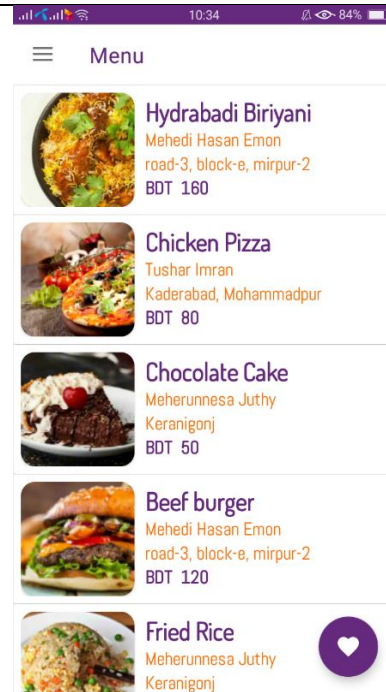 10:34
84%
Menu
Hydrabadi Biriyani
Mehedi Hasan Emon
road-3, block-e, mirpur-2
BDT 160
Chicken Pizza
Tushar Imran
Kaderabad, Mohammadpur
BDT 80
Chocolate Cake
Meherunnesa Juthy
Keranigonj
BDT 50
Beef burger
Mehedi Hasan Emon
road-3, block-e, mirpur-2
BDT 120
Fried Rice
Meherunnesa Juthy
Keranigonj